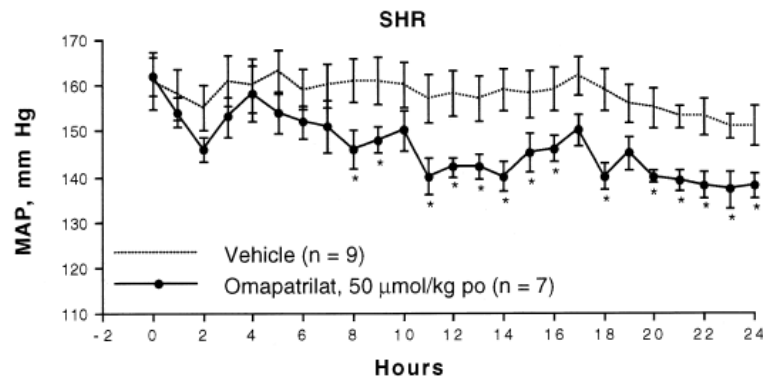 SHR
170
160
150
140
130
120
110
MAP, mm Hg
Vehicle (n = 9)
Omapatrilat, 50 μmol/kg po (n = 7)
* * * * * * * * * * * * * *
-2 0 2 4 6 8 10 12 14 16 18 20 22 24
Hours